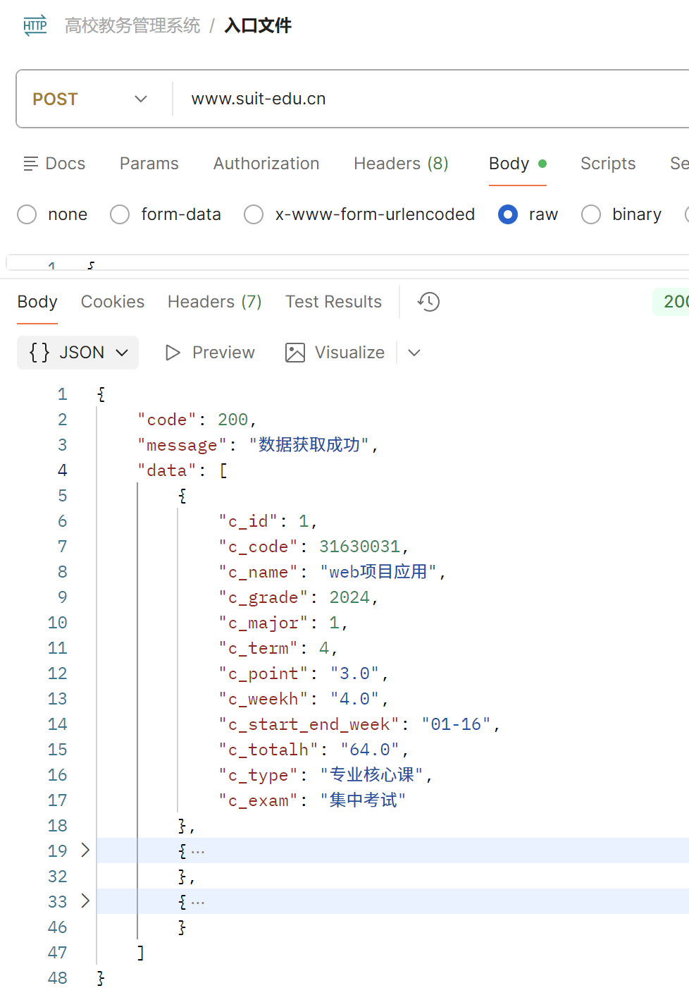 HTTP 高校教务管理系统 / 入口文件
POST www.suit-edu.cn
Docs Params Authorization Headers (8) Body Scripts Se
none form-data x-www-form-urlencoded raw binary
1 {
Body Cookies Headers (7) Test Results 200
{} JSON Preview Visualize
1 {
2 "code": 200,
3 "message": "数据获取成功",
4 "data": [
5 {
6 "c_id": 1,
7 "c_code": 31630031,
8 "c_name": "web项目应用",
9 "c_grade": 2024,
10 "c_major": 1,
11 "c_term": 4,
12 "c_point": "3.0",
13 "c_weekh": "4.0",
14 "c_start_end_week": "01-16",
15 "c_totalh": "64.0",
16 "c_type": "专业核心课",
17 "c_exam": "集中考试"
18 },
19 { ···
32 },
33 { ···
46 }
47 ]
48 }